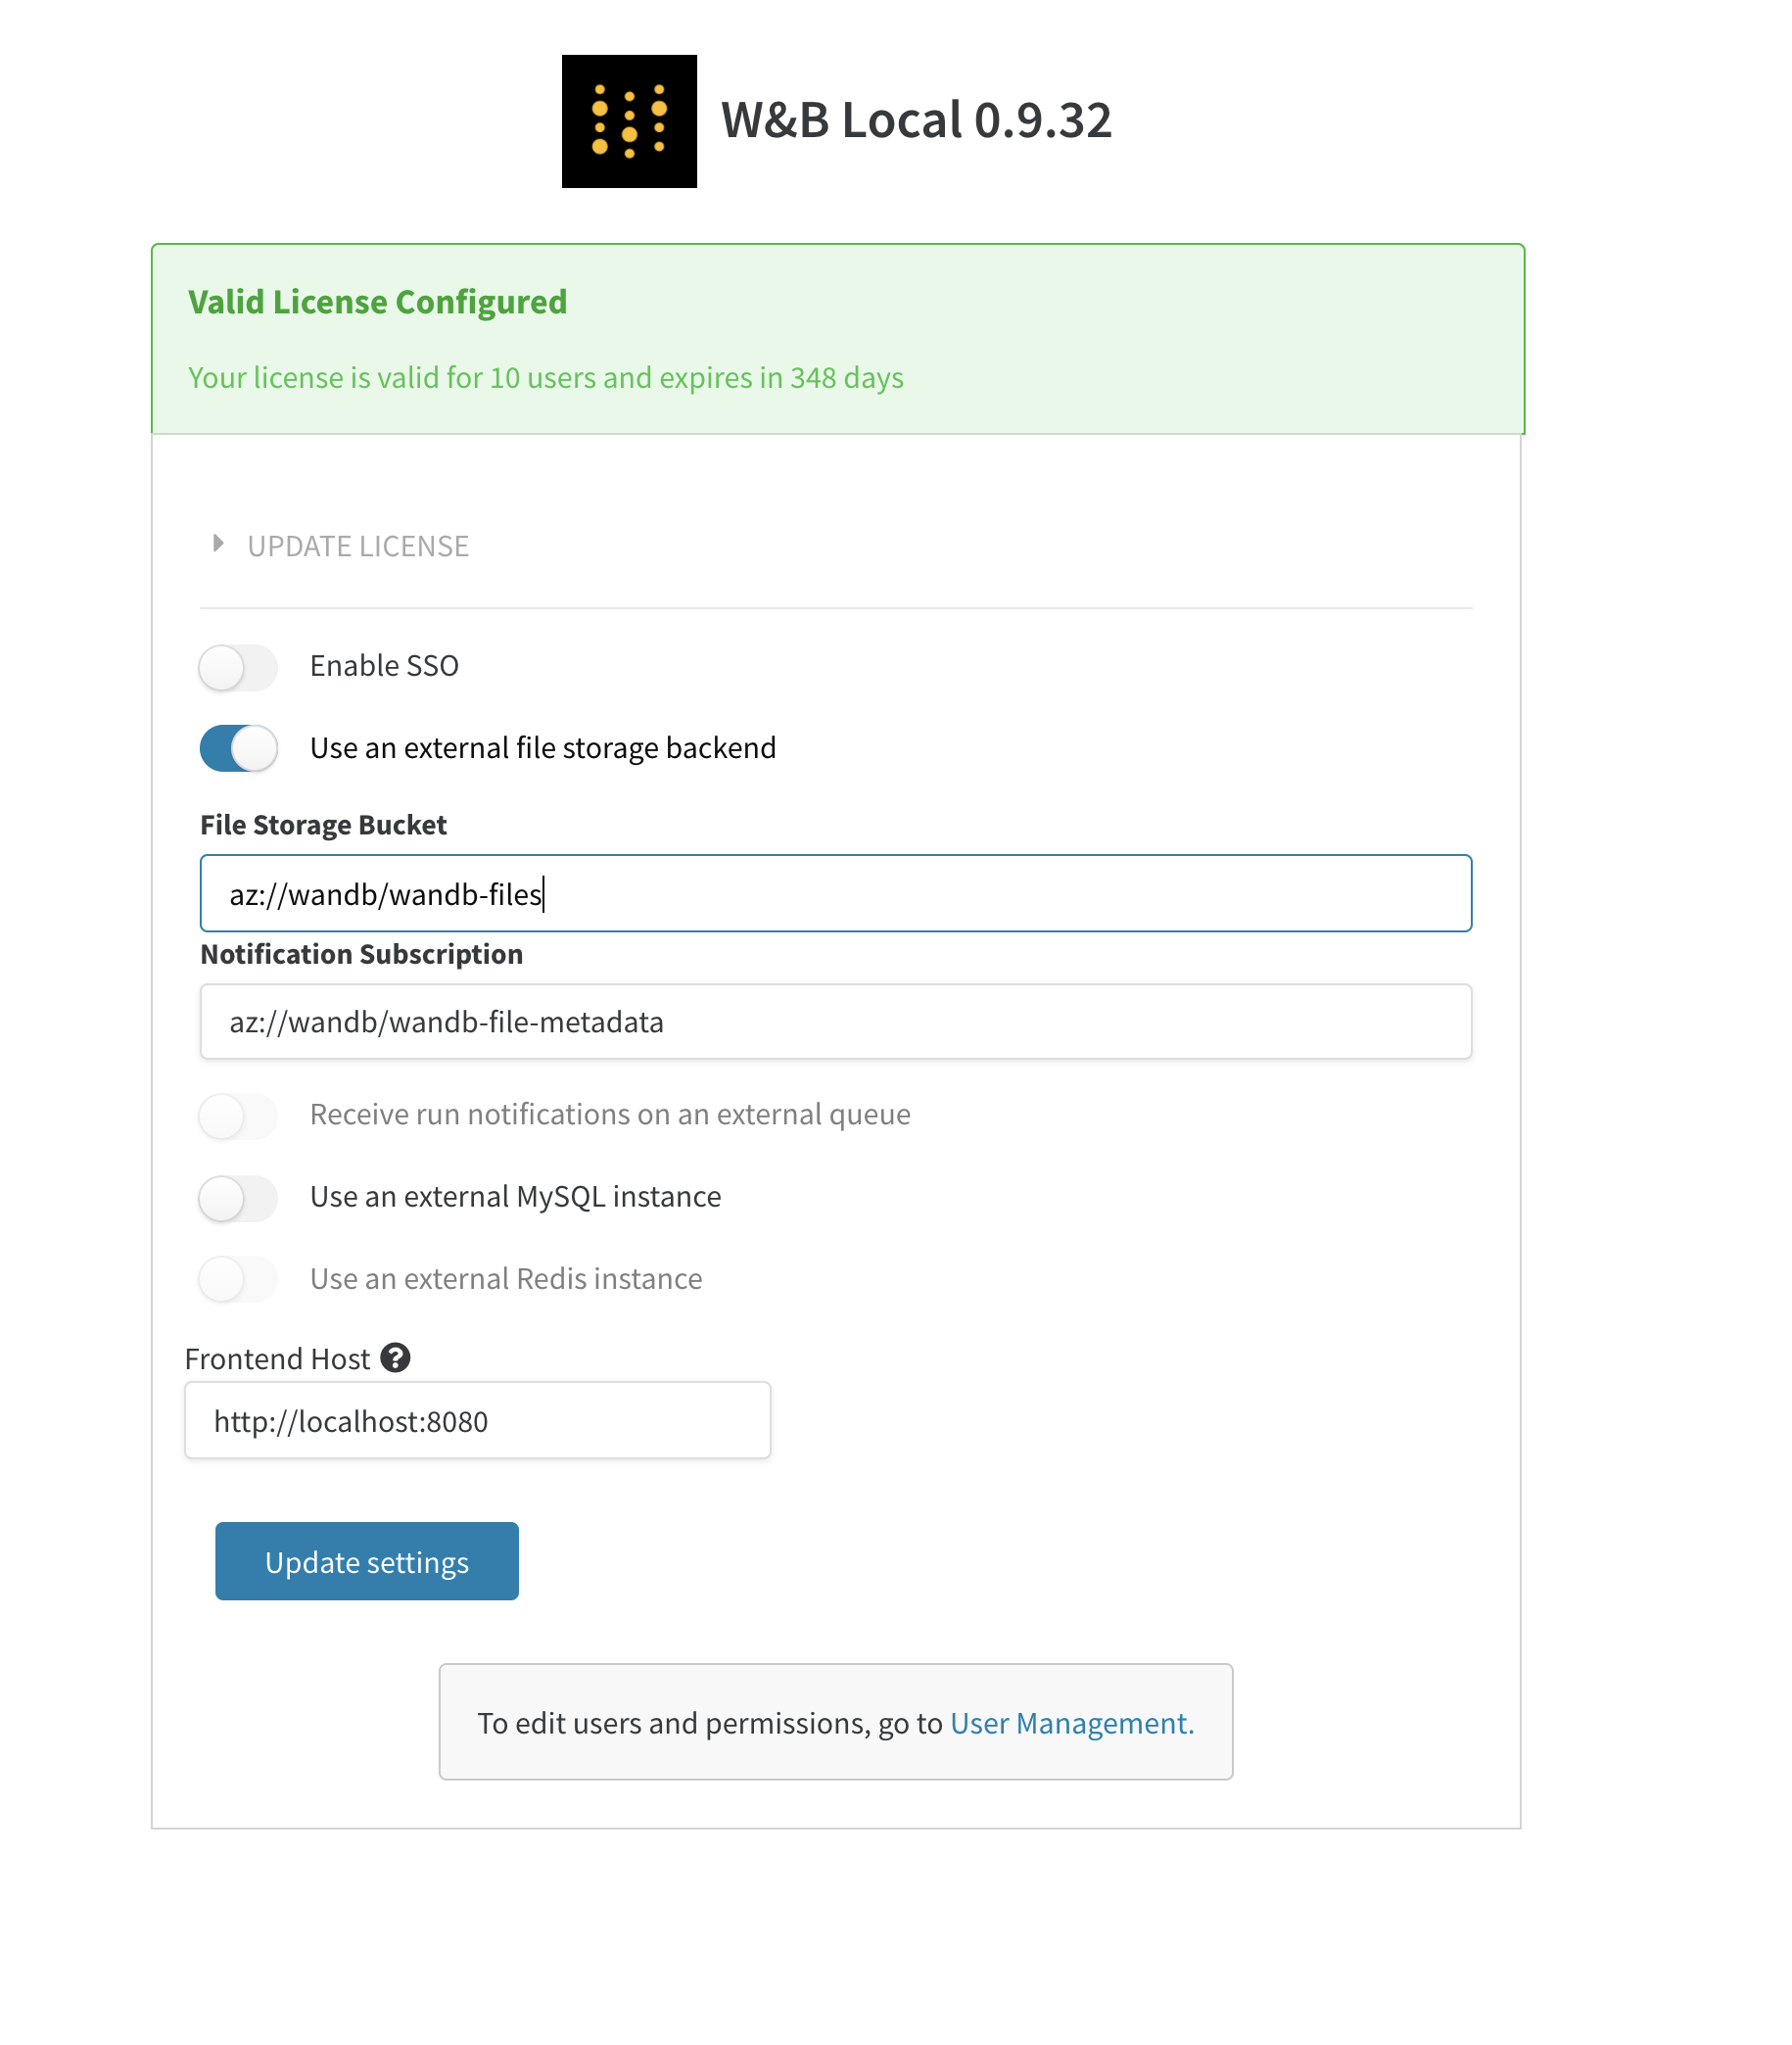 W&B Local 0.9.32
Valid License Configured
Your license is valid for 10 users and expires in 348 days
UPDATE LICENSE
Enable SSO
Use an external file storage backend
File Storage Bucket
az://wandb/wandb-files
Notification Subscription
az://wandb/wandb-file-metadata
Receive run notifications on an external queue
Use an external MySQL instance
Use an external Redis instance
Frontend Host ?
http://localhost:8080
Update settings
To edit users and permissions, go to User Management.